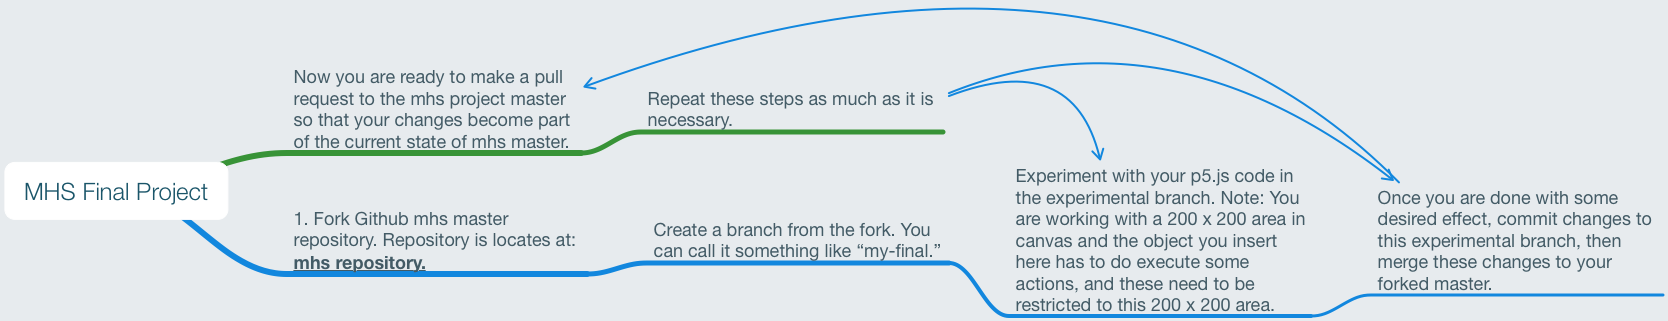 MHS Final Project
Now you are ready to make a pull
request to the mhs project master
so that your changes become part
of the current state of mhs master.
Repeat these steps as much as it is
necessary.
1. Fork Github mhs master
repository. Repository is locates at:
mhs repository.
Create a branch from the fork. You
can call it something like “my-final.”
Experiment with your p5.js code in
the experimental branch. Note: You
are working with a 200 x 200 area in
canvas and the object you insert
here has to do execute some
actions, and these need to be
restricted to this 200 x 200 area.
Once you are done with some
desired effect, commit changes to
this experimental branch, then
merge these changes to your
forked master.